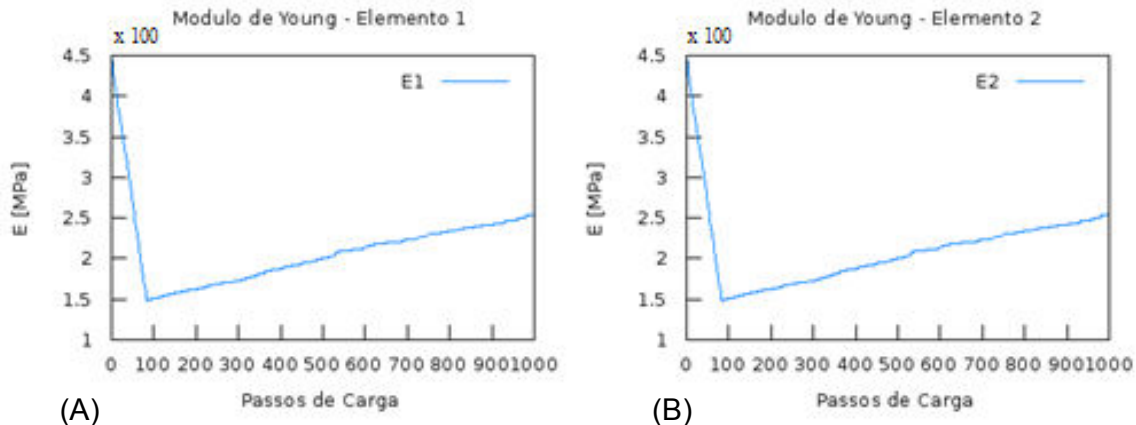 Modulo de Young - Elemento 1
x 100
4.5
4
3.5
3
2.5
2
1.5
1
E [MPa]
E1
0 100 200 300 400 500 600 700 800 9001000
Passos de Carga
(A)
Modulo de Young - Elemento 2
x 100
4.5
4
3.5
3
2.5
2
1.5
1
E [MPa]
E2
0 100 200 300 400 500 600 700 800 9001000
Passos de Carga
(B)